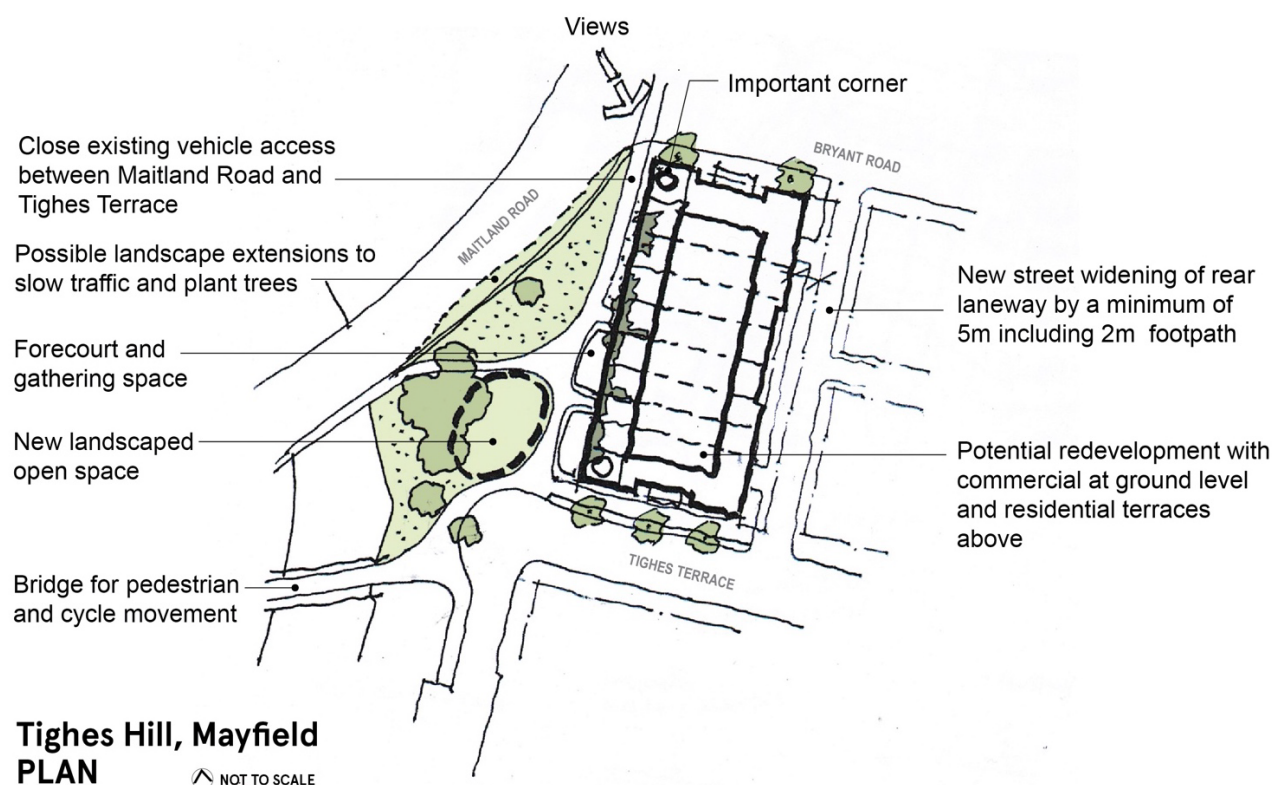 Views
Important corner
BRYANT ROAD
Close existing vehicle access
between Maitland Road and
Tighes Terrace
MAITLAND ROAD
Possible landscape extensions to
slow traffic and plant trees
New street widening of rear
laneway by a minimum of
5m including 2m footpath
Forecourt and
gathering space
New landscaped
open space
Potential redevelopment with
commercial at ground level
and residential terraces
above
TIGHES TERRACE
Bridge for pedestrian
and cycle movement
Tighes Hill, Mayfield
PLAN
NOT TO SCALE